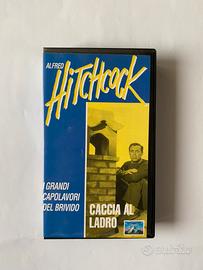 ALFRED
HITCHCOCK
I GRANDI
CAPOLAVORI
DEL BRIVIDO
CACCIA AL
LADRO